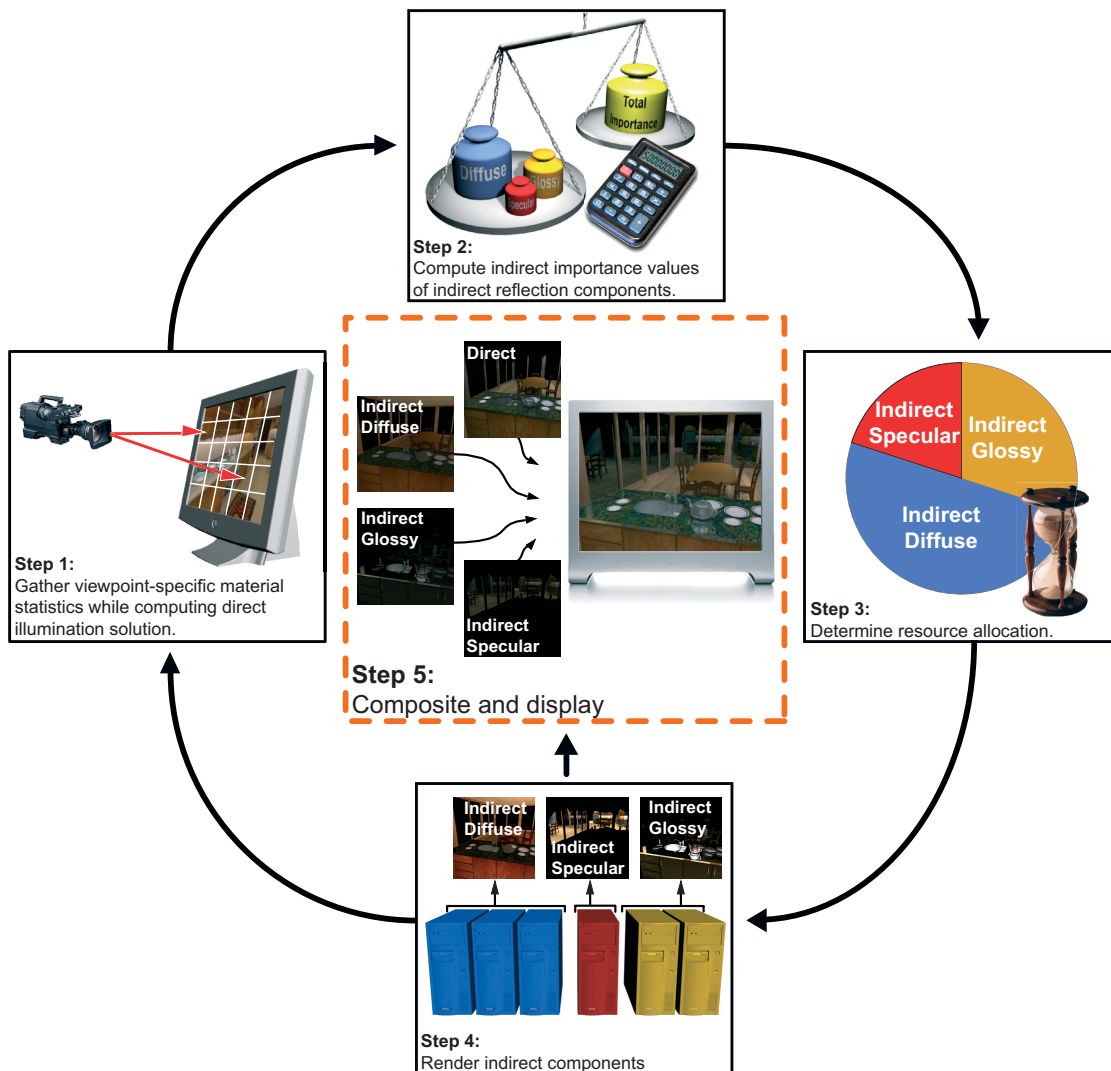 Total
Importance
Diffuse
Glossy
Specular
50000000
Step 2:
Compute indirect importance values
of indirect reflection components.
Step 1:
Gather viewpoint-specific material
statistics while computing direct
illumination solution.
Direct
Indirect
Diffuse
Indirect
Glossy
Indirect
Specular
Step 5:
Composite and display
Indirect
Specular
Indirect
Glossy
Indirect
Diffuse
Step 3:
Determine resource allocation.
Indirect
Diffuse
Indirect
Specular
Indirect
Glossy
Step 4:
Render indirect components